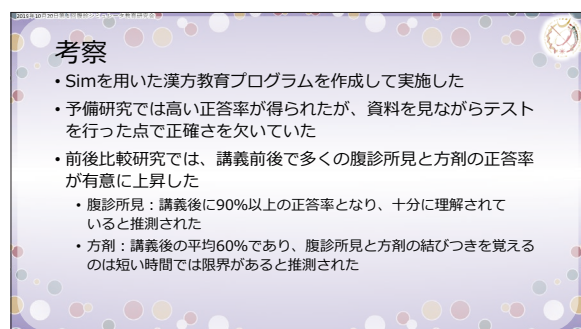 考察
• Simを用いた漢方教育プログラムを作成して実施した
• 予備研究では高い正答率が得られたが、資料を見ながらテスト
を行った点で正確さを欠いていた
• 前後比較研究では、講義前後で多くの腹診所見と方剤の正答率
が有意に上昇した
• 腹診所見：講義後に90%以上の正答率となり、十分に理解されて
いると推測された
• 方剤：講義後の平均60%であり、腹診所見と方剤の結びつきを覚える
のは短い時間では限界があると推測された